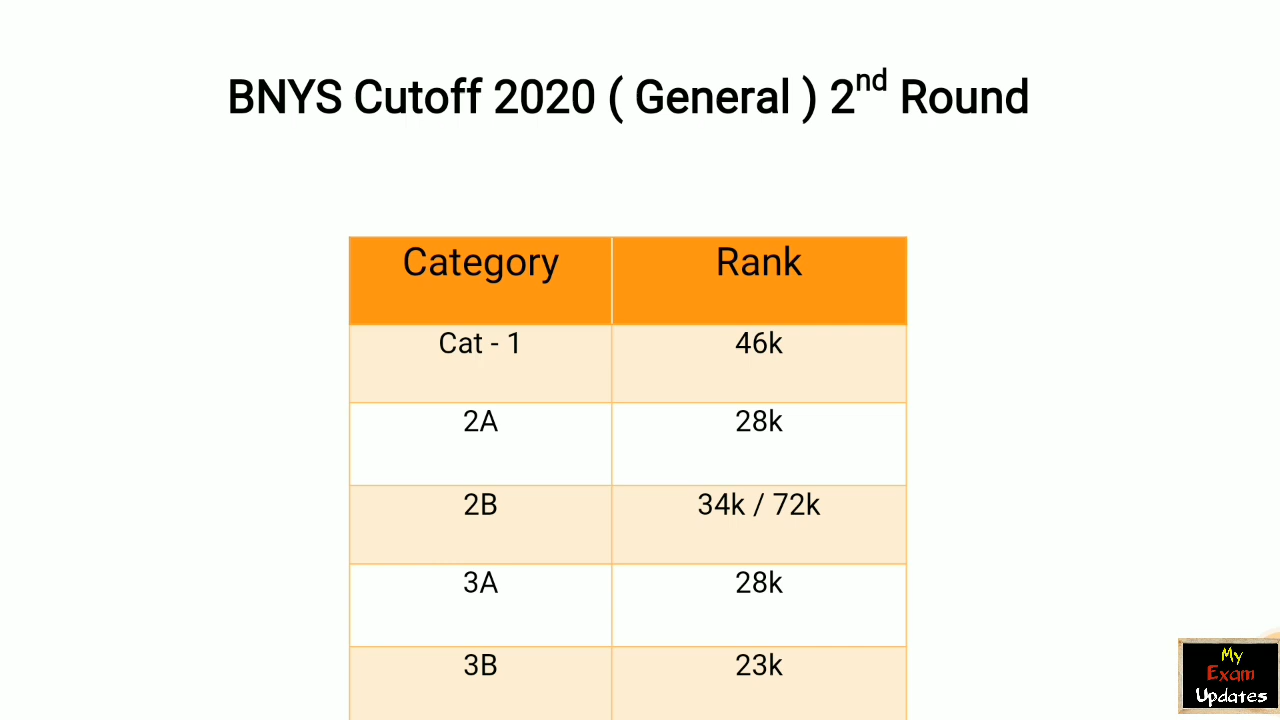 BNYS Cutoff 2020 ( General ) 2nd Round
Category Rank
Cat - 1 46k
2A 28k
2B 34k / 72k
3A 28k
3B 23k
My
Exam
Updates